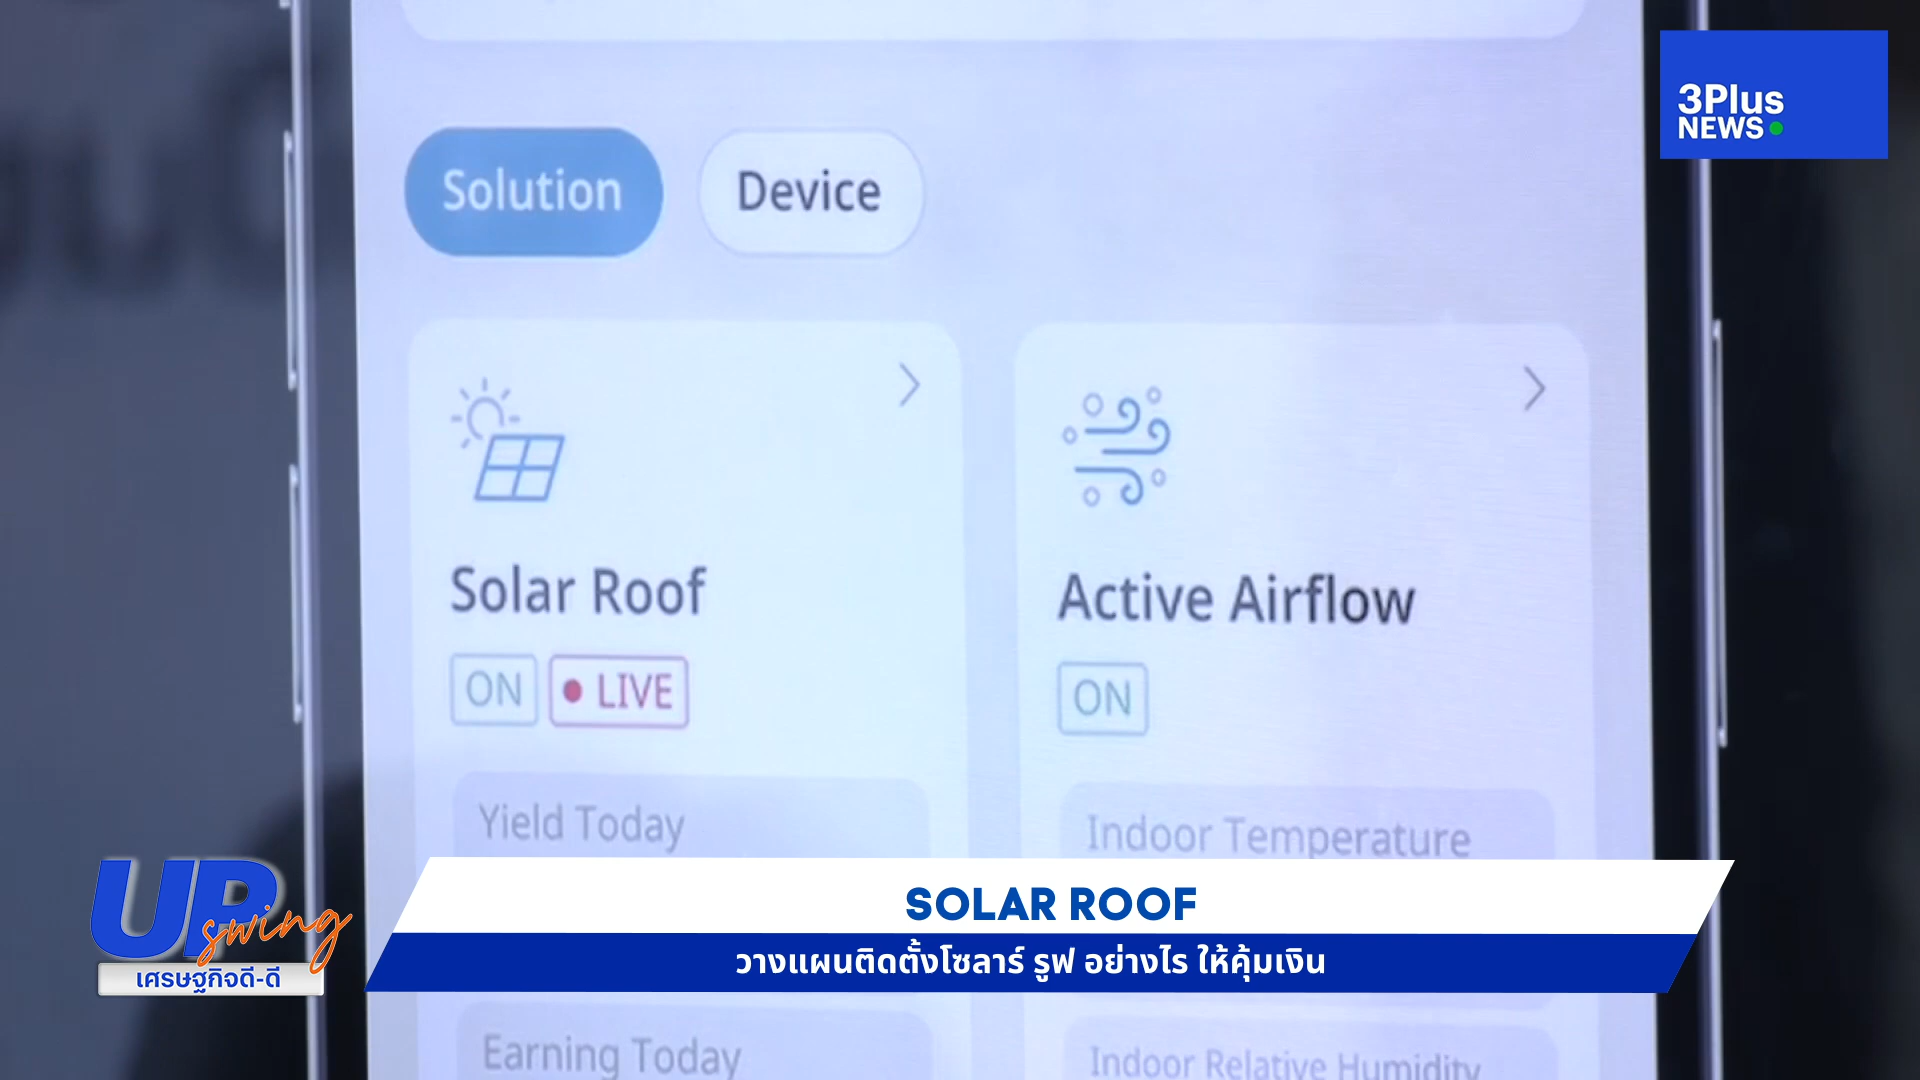 3Plus
NEWS
Solution
Device
Solar Roof
Active Airflow
ON
LIVE
ON
Yield Today
Indoor Temperature
UP
swing
เศรษฐกิจดี-ดี
SOLAR ROOF
วางแผนติดตั้งโซลาร์ รูฟ อย่างไร ให้คุ้มเงิน
Earning Today
Indoor Relative Humidity